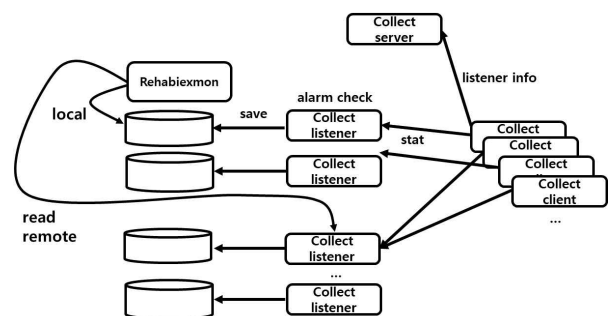 Collect
server
Rehabiexmon
listener info
alarm check
local
save
Collect
listener
Collect
stat
Collect
Collect
listener
Collect
Collect
client
...
read
remote
Collect
listener
...
Collect
listener